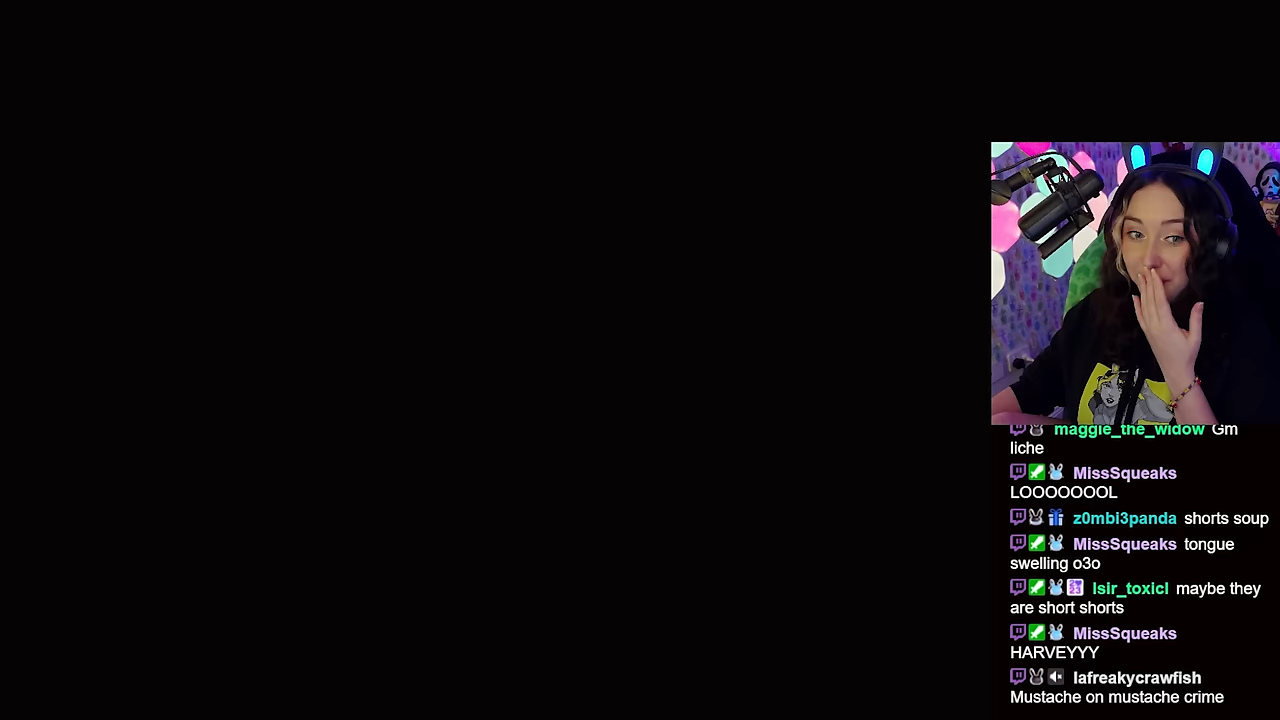 maggie_the_widow Gm
liche
MissSqueaks
LOOOOOOOL
z0mbi3panda shorts soup
MissSqueaks tongue
swelling o3o
lsir_toxicl maybe they
are short shorts
MissSqueaks
HARVEYYY
lafreakycrawfish
Mustache on mustache crime